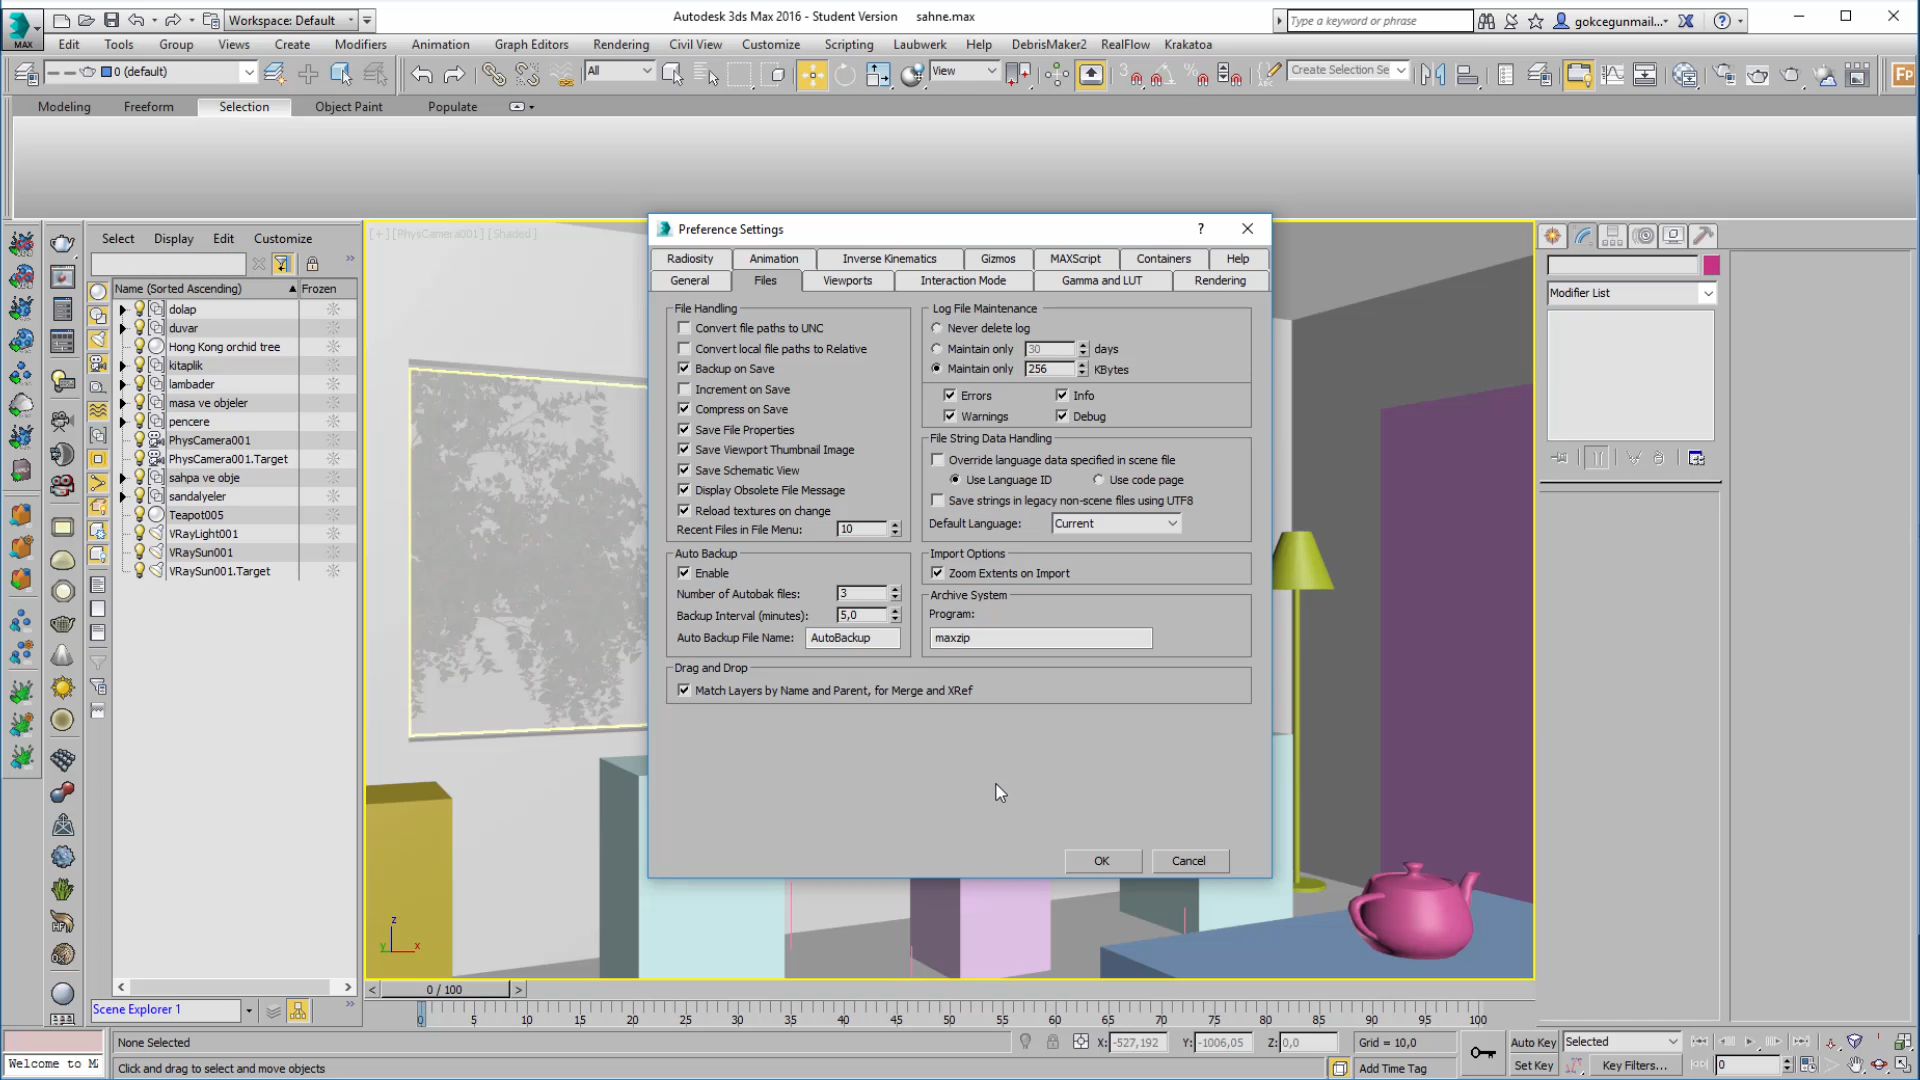 Workspace: Default
Autodesk 3ds Max 2016 - Student Version sahne.max
Type a keyword or phrase
gokcegunmail...
MAX
Edit Tools Group Views Create Modifiers Animation Graph Editors Rendering Civil View Customize Scripting Laubwerk Help DebrisMaker2 RealFlow Krakatoa
0 (default)
All
View
3
Create Selection Se
Fp
Modeling Freeform Selection Object Paint Populate
Select Display Edit Customize
Name (Sorted Ascending) Frozen
dolap
duvar
Hong Kong orchid tree
kitaplik
lambader
masa ve objeler
pencere
PhysCamera001
PhysCamera001.Target
sahpa ve obje
sandalyeler
Teapot005
VRayLight001
VRaySun001
VRaySun001.Target
Scene Explorer 1
[+] [PhysCamera001] [Shaded]
Preference Settings
Radiosity Animation Inverse Kinematics Gizmos MAXScript Containers Help
General Files Viewports Interaction Mode Gamma and LUT Rendering
File Handling
Convert file paths to UNC
Convert local file paths to Relative
Backup on Save
Increment on Save
Compress on Save
Save File Properties
Save Viewport Thumbnail Image
Save Schematic View
Display Obsolete File Message
Reload textures on change
Recent Files in File Menu: 10
Auto Backup
Enable
Number of Autobak files: 3
Backup Interval (minutes): 5,0
Auto Backup File Name: AutoBackup
Log File Maintenance
Never delete log
Maintain only 30 days
Maintain only 256 KBytes
Errors Info
Warnings Debug
File String Data Handling
Override language data specified in scene file
Use Language ID Use code page
Save strings in legacy non-scene files using UTF8
Default Language: Current
Import Options
Zoom Extents on Import
Archive System
Program:
maxzip
Drag and Drop
Match Layers by Name and Parent, for Merge and XRef
OK Cancel
Modifier List
z
y x
0 / 100
0 5 10 15 20 25 30 35 40 45 50 55 60 65 70 75 80 85 90 95 100
None Selected
X: -527,192 Y: -1006,05 Z: 0,0 Grid = 10,0
Auto Key Selected
Welcome to M
Click and drag to select and move objects
Add Time Tag
Set Key Key Filters... 0